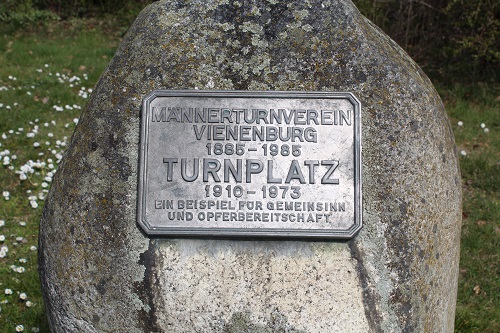 MÄNNERTURNVEREIN
VIENENBURG
1885-1985
TURNPLATZ
1910-1973
EIN BEISPIEL FÜR GEMEINSINN
UND OPFERBEREITSCHAFT